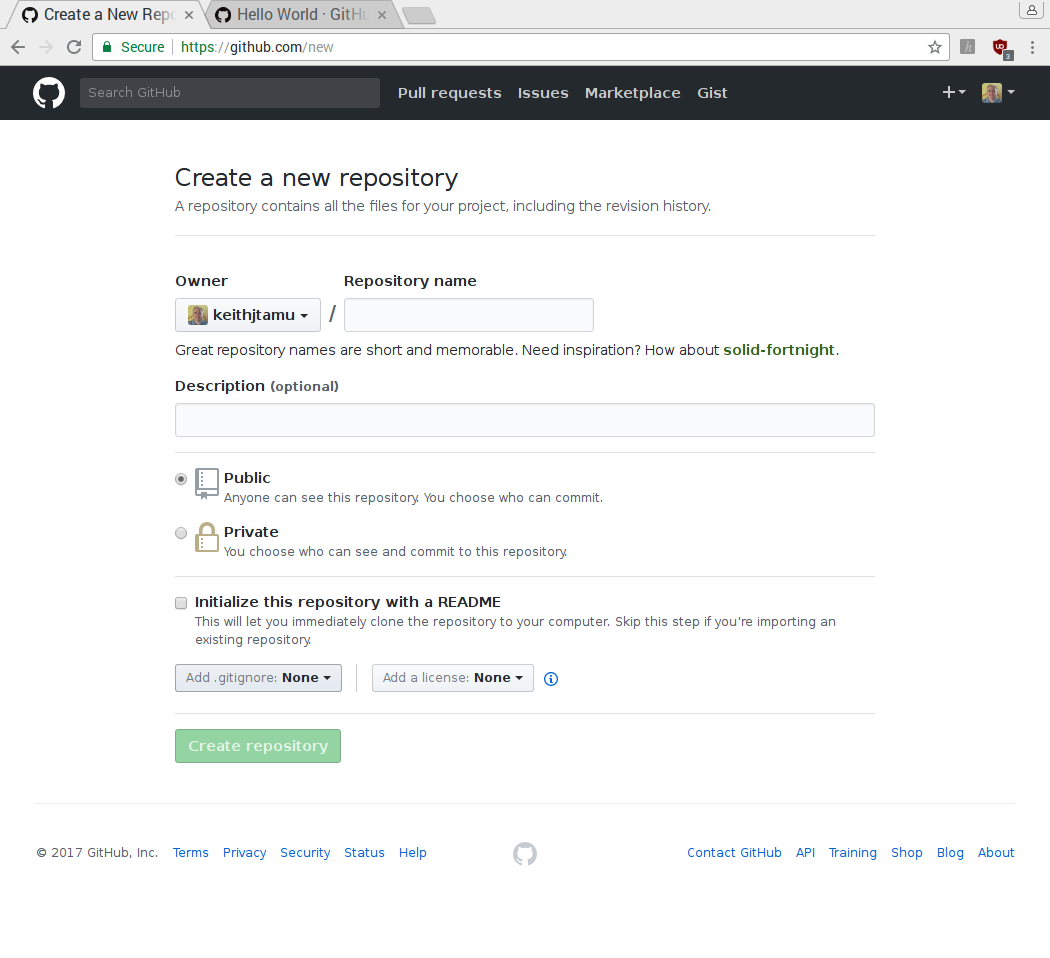 Create a New Rep
Hello World · GitH
Secure
https://github.com/new
3
Search GitHub
Pull requests
Issues
Marketplace
Gist
Create a new repository
A repository contains all the files for your project, including the revision history.
Owner
Repository name
keithjtamu
/
Great repository names are short and memorable. Need inspiration? How about solid-fortnight.
Description (optional)
Public
Anyone can see this repository. You choose who can commit.
Private
You choose who can see and commit to this repository.
Initialize this repository with a README
This will let you immediately clone the repository to your computer. Skip this step if you're importing an
existing repository.
Add .gitignore: None
Add a license: None
Create repository
© 2017 GitHub, Inc.
Terms
Privacy
Security
Status
Help
Contact GitHub
API
Training
Shop
Blog
About